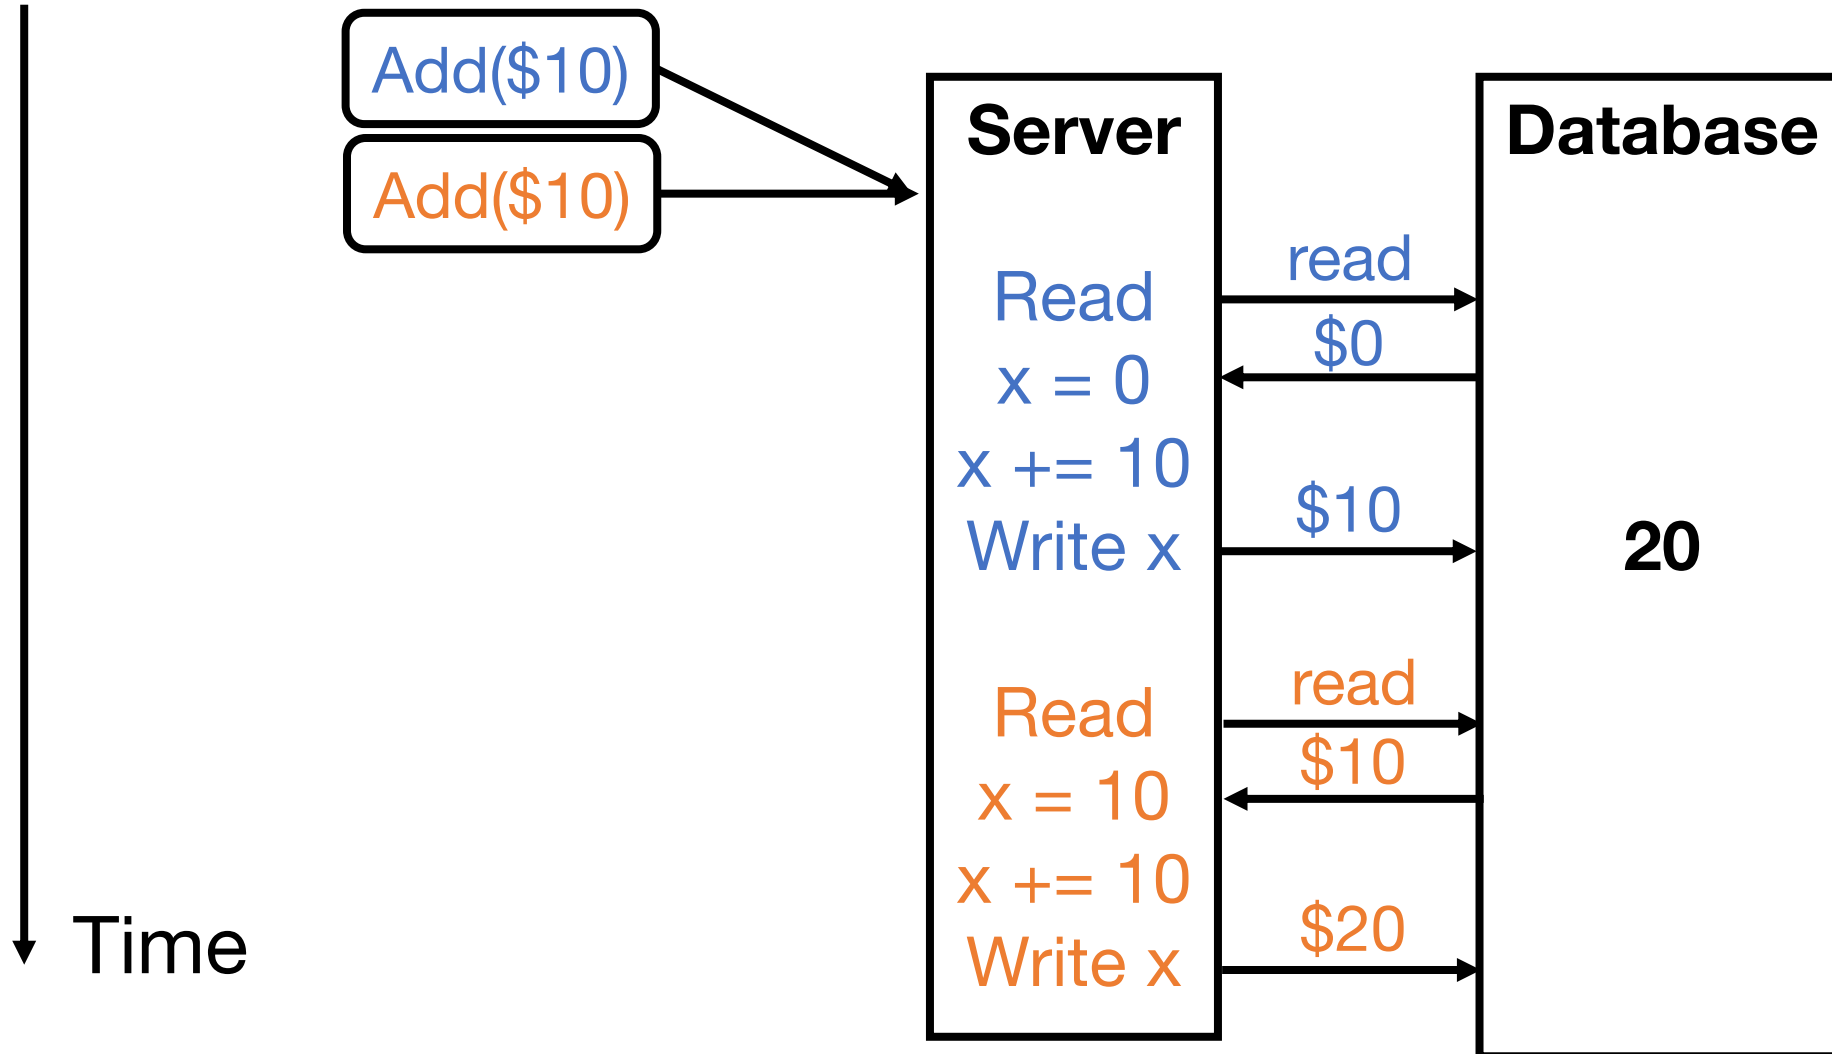 Add($10)
Add($10)
Server
Read
x = 0
x += 10
Write x
Read
x = 10
x += 10
Write x
read
$0
$10
read
$10
$20
Database
20
Time